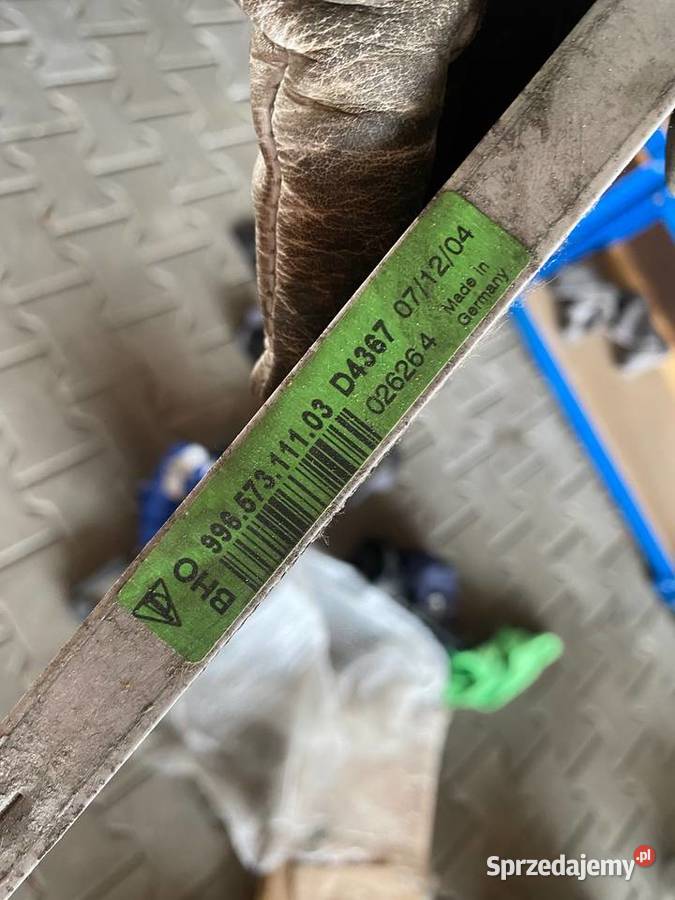 996.573.111.03 D4367 07/12/04
BHO
026264
Made in
Germany
Sprzedajemy.pl